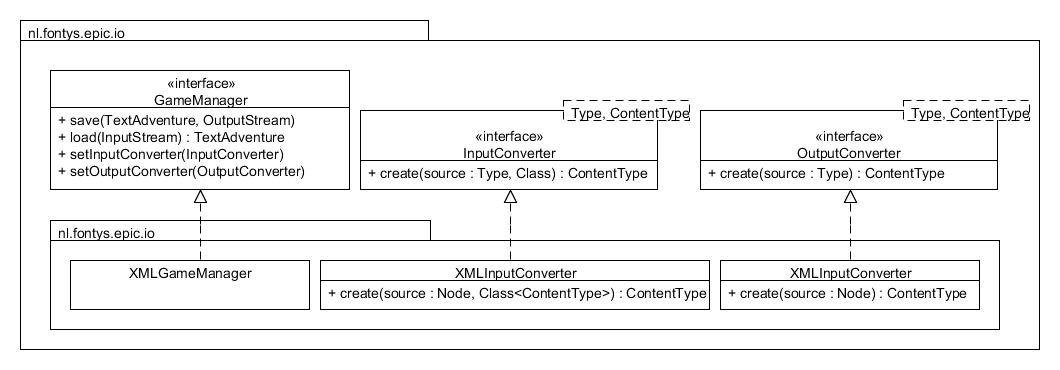 nl.fontys.epic.io
«interface»
GameManager
+ save(TextAdventure, OutputStream)
+ load(InputStream) : TextAdventure
+ setInputConverter(InputConverter)
+ setOutputConverter(OutputConverter)
Type, ContentType
«interface»
InputConverter
+ create(source : Type, Class) : ContentType
Type, ContentType
«interface»
OutputConverter
+ create(source : Type) : ContentType
nl.fontys.epic.io
XMLGameManager
XMLInputConverter
+ create(source : Node, Class<ContentType>) : ContentType
XMLInputConverter
+ create(source : Node) : ContentType